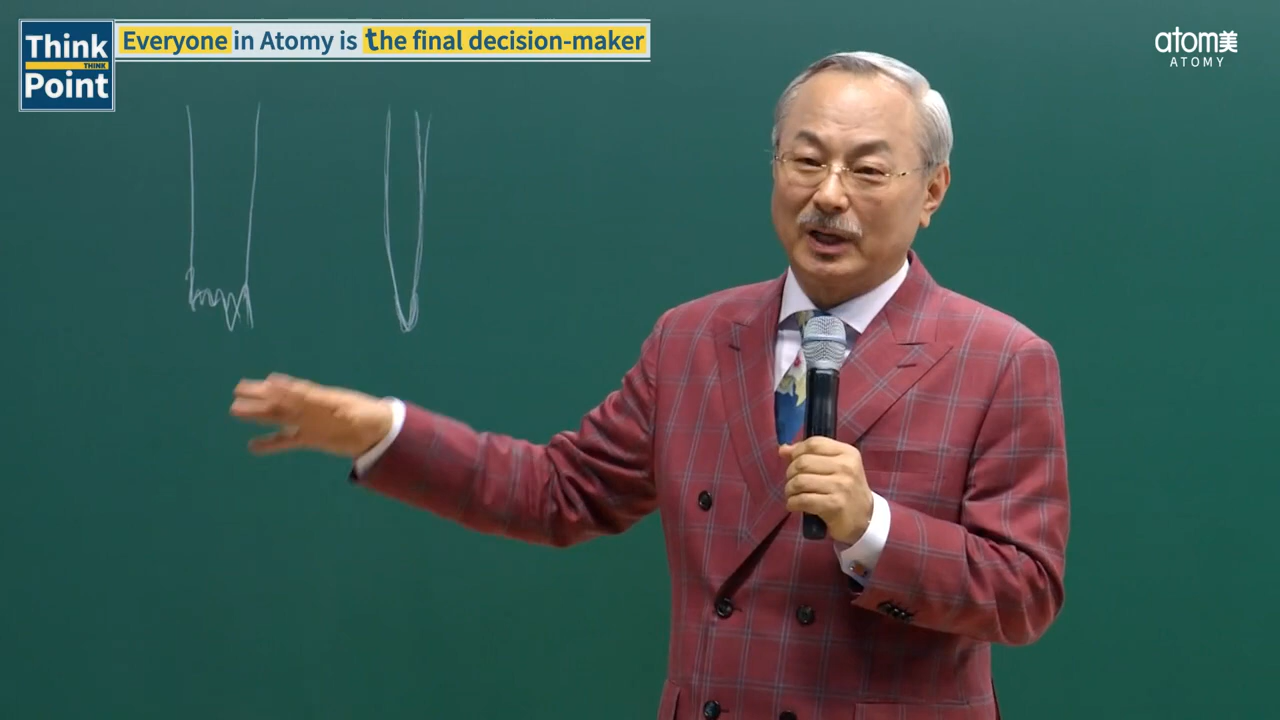 Think
THINK
Point
Everyone in Atomy is the final decision-maker
atom美
ATOMY